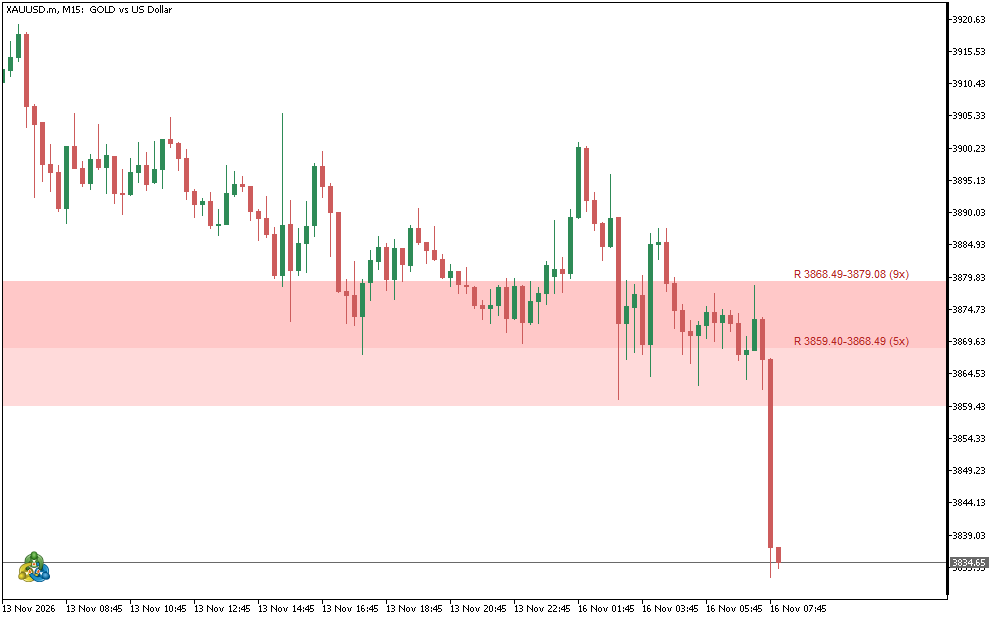 XAUUSD.m, M15: GOLD vs US Dollar
3920.63
3915.53
3910.43
3905.33
3900.23
3895.13
3890.03
3884.93
3879.83
3874.73
3869.63
3864.53
3859.43
3854.33
3849.23
3844.13
3839.03
3834.65
R 3868.49-3879.08 (9x)
R 3859.40-3868.49 (5x)
13 Nov 2026
13 Nov 08:45
13 Nov 10:45
13 Nov 12:45
13 Nov 14:45
13 Nov 16:45
13 Nov 18:45
13 Nov 20:45
13 Nov 22:45
16 Nov 01:45
16 Nov 03:45
16 Nov 05:45
16 Nov 07:45